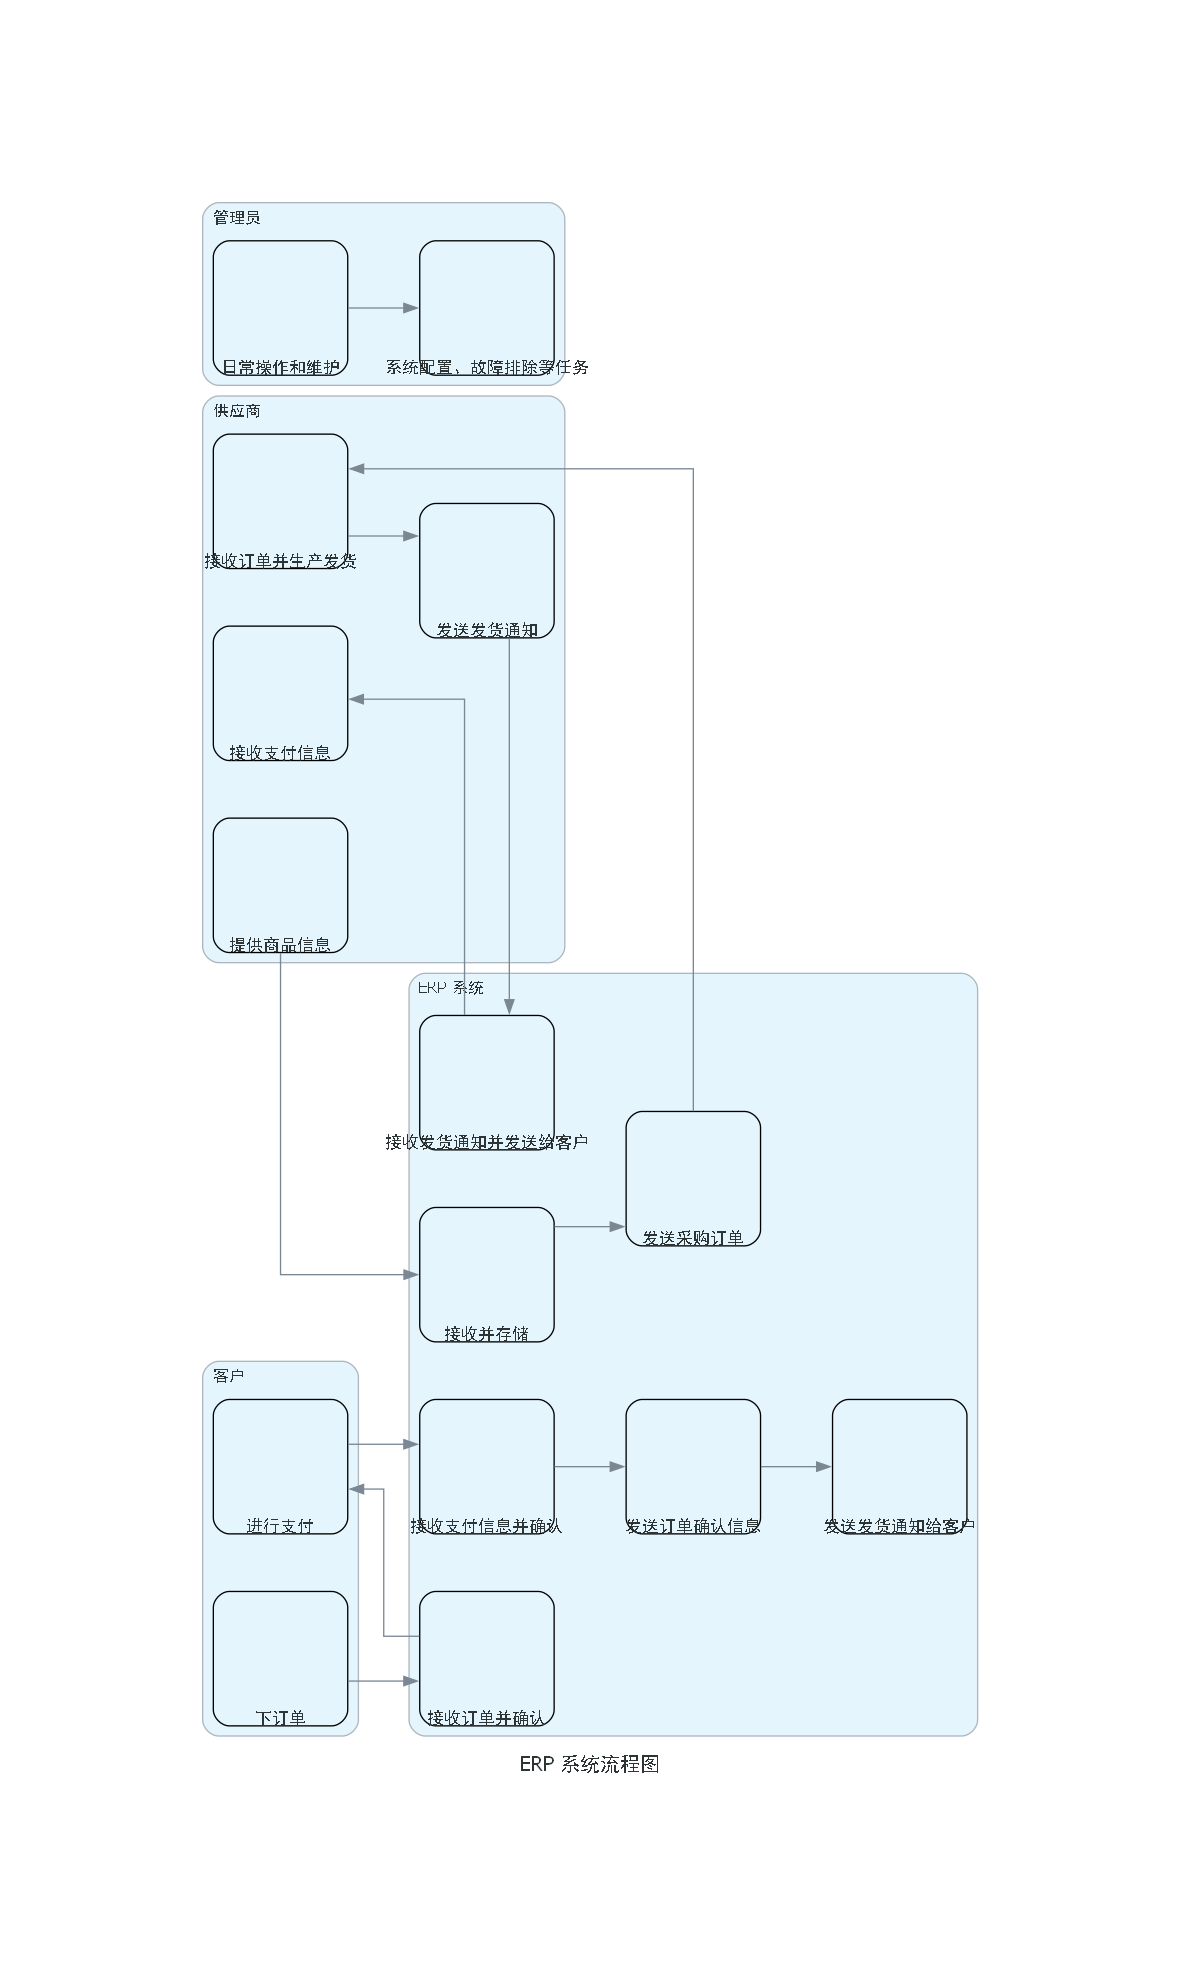 管理员
日常操作和维护
系统配置、故障排除等任务
供应商
接收订单并生产发货
发送发货通知
接收支付信息
提供商品信息
ERP 系统
接收发货通知并发送给客户
发送采购订单
接收并存储
客户
进行支付
接收支付信息并确认
发送订单确认信息
发送发货通知给客户
下订单
接收订单并确认
ERP 系统流程图